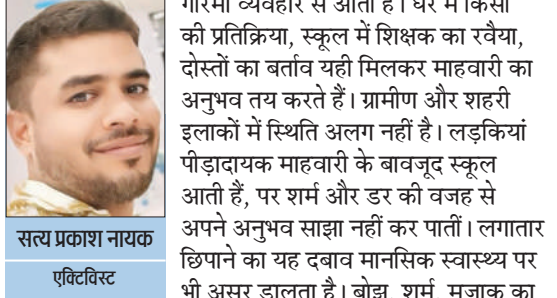 गरिमा व्यवहार से आती है। घर में किसी
की प्रतिक्रिया, स्कूल में शिक्षक का रवैया,
दोस्तों का बर्ताव यही मिलकर माहवारी का
अनुभव तय करते हैं। ग्रामीण और शहरी
इलाकों में स्थिति अलग नहीं है। लड़कियां
पीड़ादायक माहवारी के बावजूद स्कूल
आती हैं, पर शर्म और डर की वजह से
अपने अनुभव साझा नहीं कर पातीं। लगातार
छिपाने का यह दबाव मानसिक स्वास्थ्य पर
भी असर डालता है। बोझ, शर्म, मजाक का
सत्य प्रकाश नायक
एक्टिविस्ट